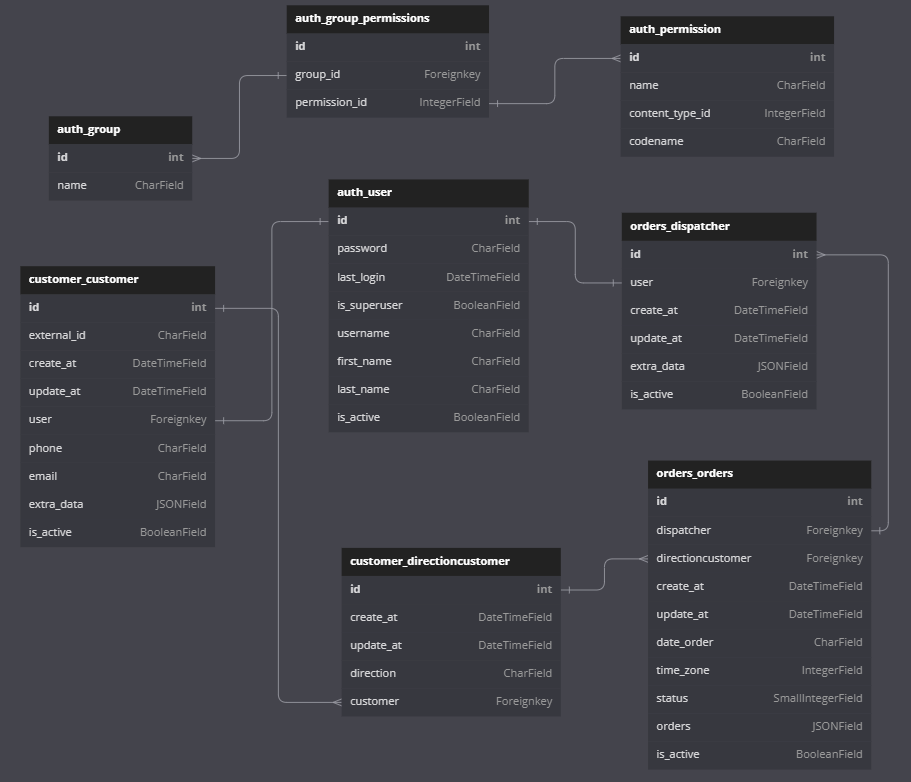 auth_group_permissions
id int
group_id Foreignkey
permission_id IntegerField
auth_permission
id int
name CharField
content_type_id IntegerField
codename CharField
auth_group
id int
name CharField
auth_user
id int
password CharField
last_login DateTimeField
is_superuser BooleanField
username CharField
first_name CharField
last_name CharField
is_active BooleanField
orders_dispatcher
id int
user Foreignkey
create_at DateTimeField
update_at DateTimeField
extra_data JSONField
is_active BooleanField
customer_customer
id int
external_id CharField
create_at DateTimeField
update_at DateTimeField
user Foreignkey
phone CharField
email CharField
extra_data JSONField
is_active BooleanField
orders_orders
id int
dispatcher Foreignkey
directioncustomer Foreignkey
create_at DateTimeField
update_at DateTimeField
date_order CharField
time_zone IntegerField
status SmallIntegerField
orders JSONField
is_active BooleanField
customer_directioncustomer
id int
create_at DateTimeField
update_at DateTimeField
direction CharField
customer Foreignkey